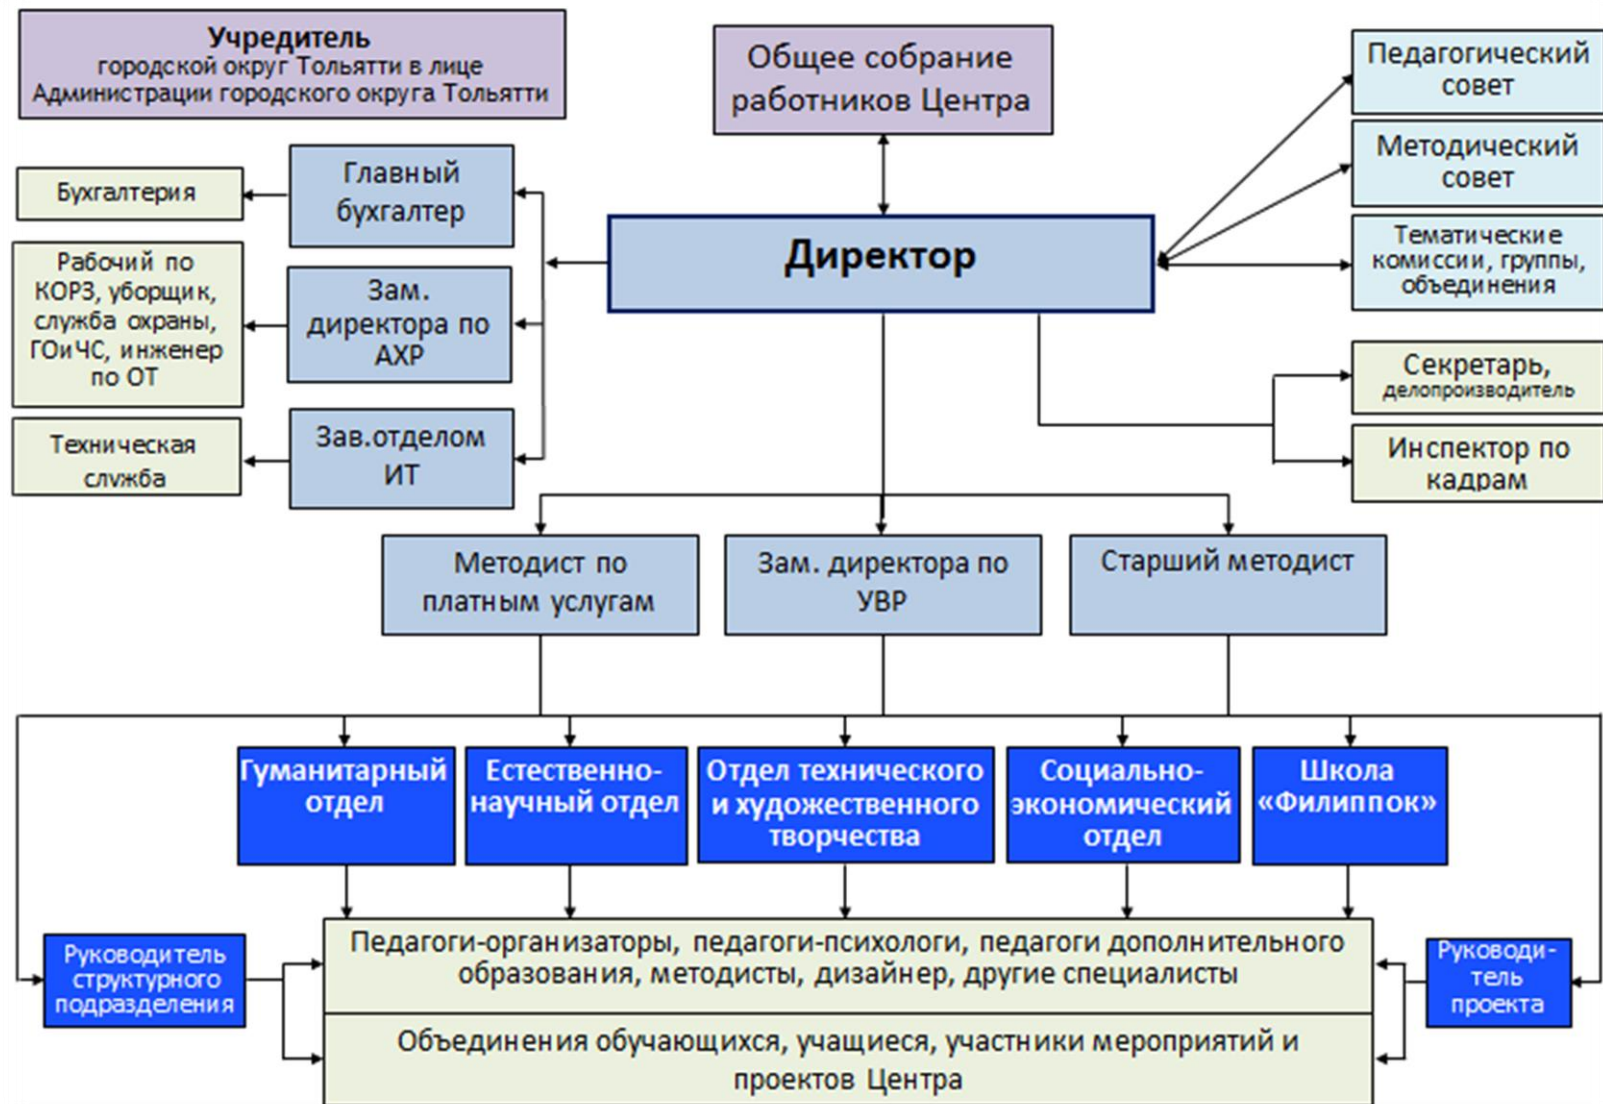 Учредитель
городской округ Тольятти в лице
Администрации городского округа Тольятти
Общее собрание
работников Центра
Педагогический
совет
Методический
совет
Тематические
комиссии, группы,
объединения
Бухгалтерия
Главный
бухгалтер
Директор
Рабочий по
КОРЗ, уборщик,
служба охраны,
ГОиЧС, инженер
по ОТ
Зам.
директора по
АХР
Секретарь,
делопроизводитель
Техническая
служба
Зав.отделом
ИТ
Инспектор по
кадрам
Методист по
платным услугам
Зам. директора по
УВР
Старший методист
Гуманитарный
отдел
Естественно-
научный отдел
Отдел технического
и художественного
творчества
Социально-
экономический
отдел
Школа
«Филиппок»
Руководитель
структурного
подразделения
Педагоги-организаторы, педагоги-психологи, педагоги дополнительного
образования, методисты, дизайнер, другие специалисты
Руководи-
тель
проекта
Объединения обучающихся, учащиеся, участники мероприятий и
проектов Центра